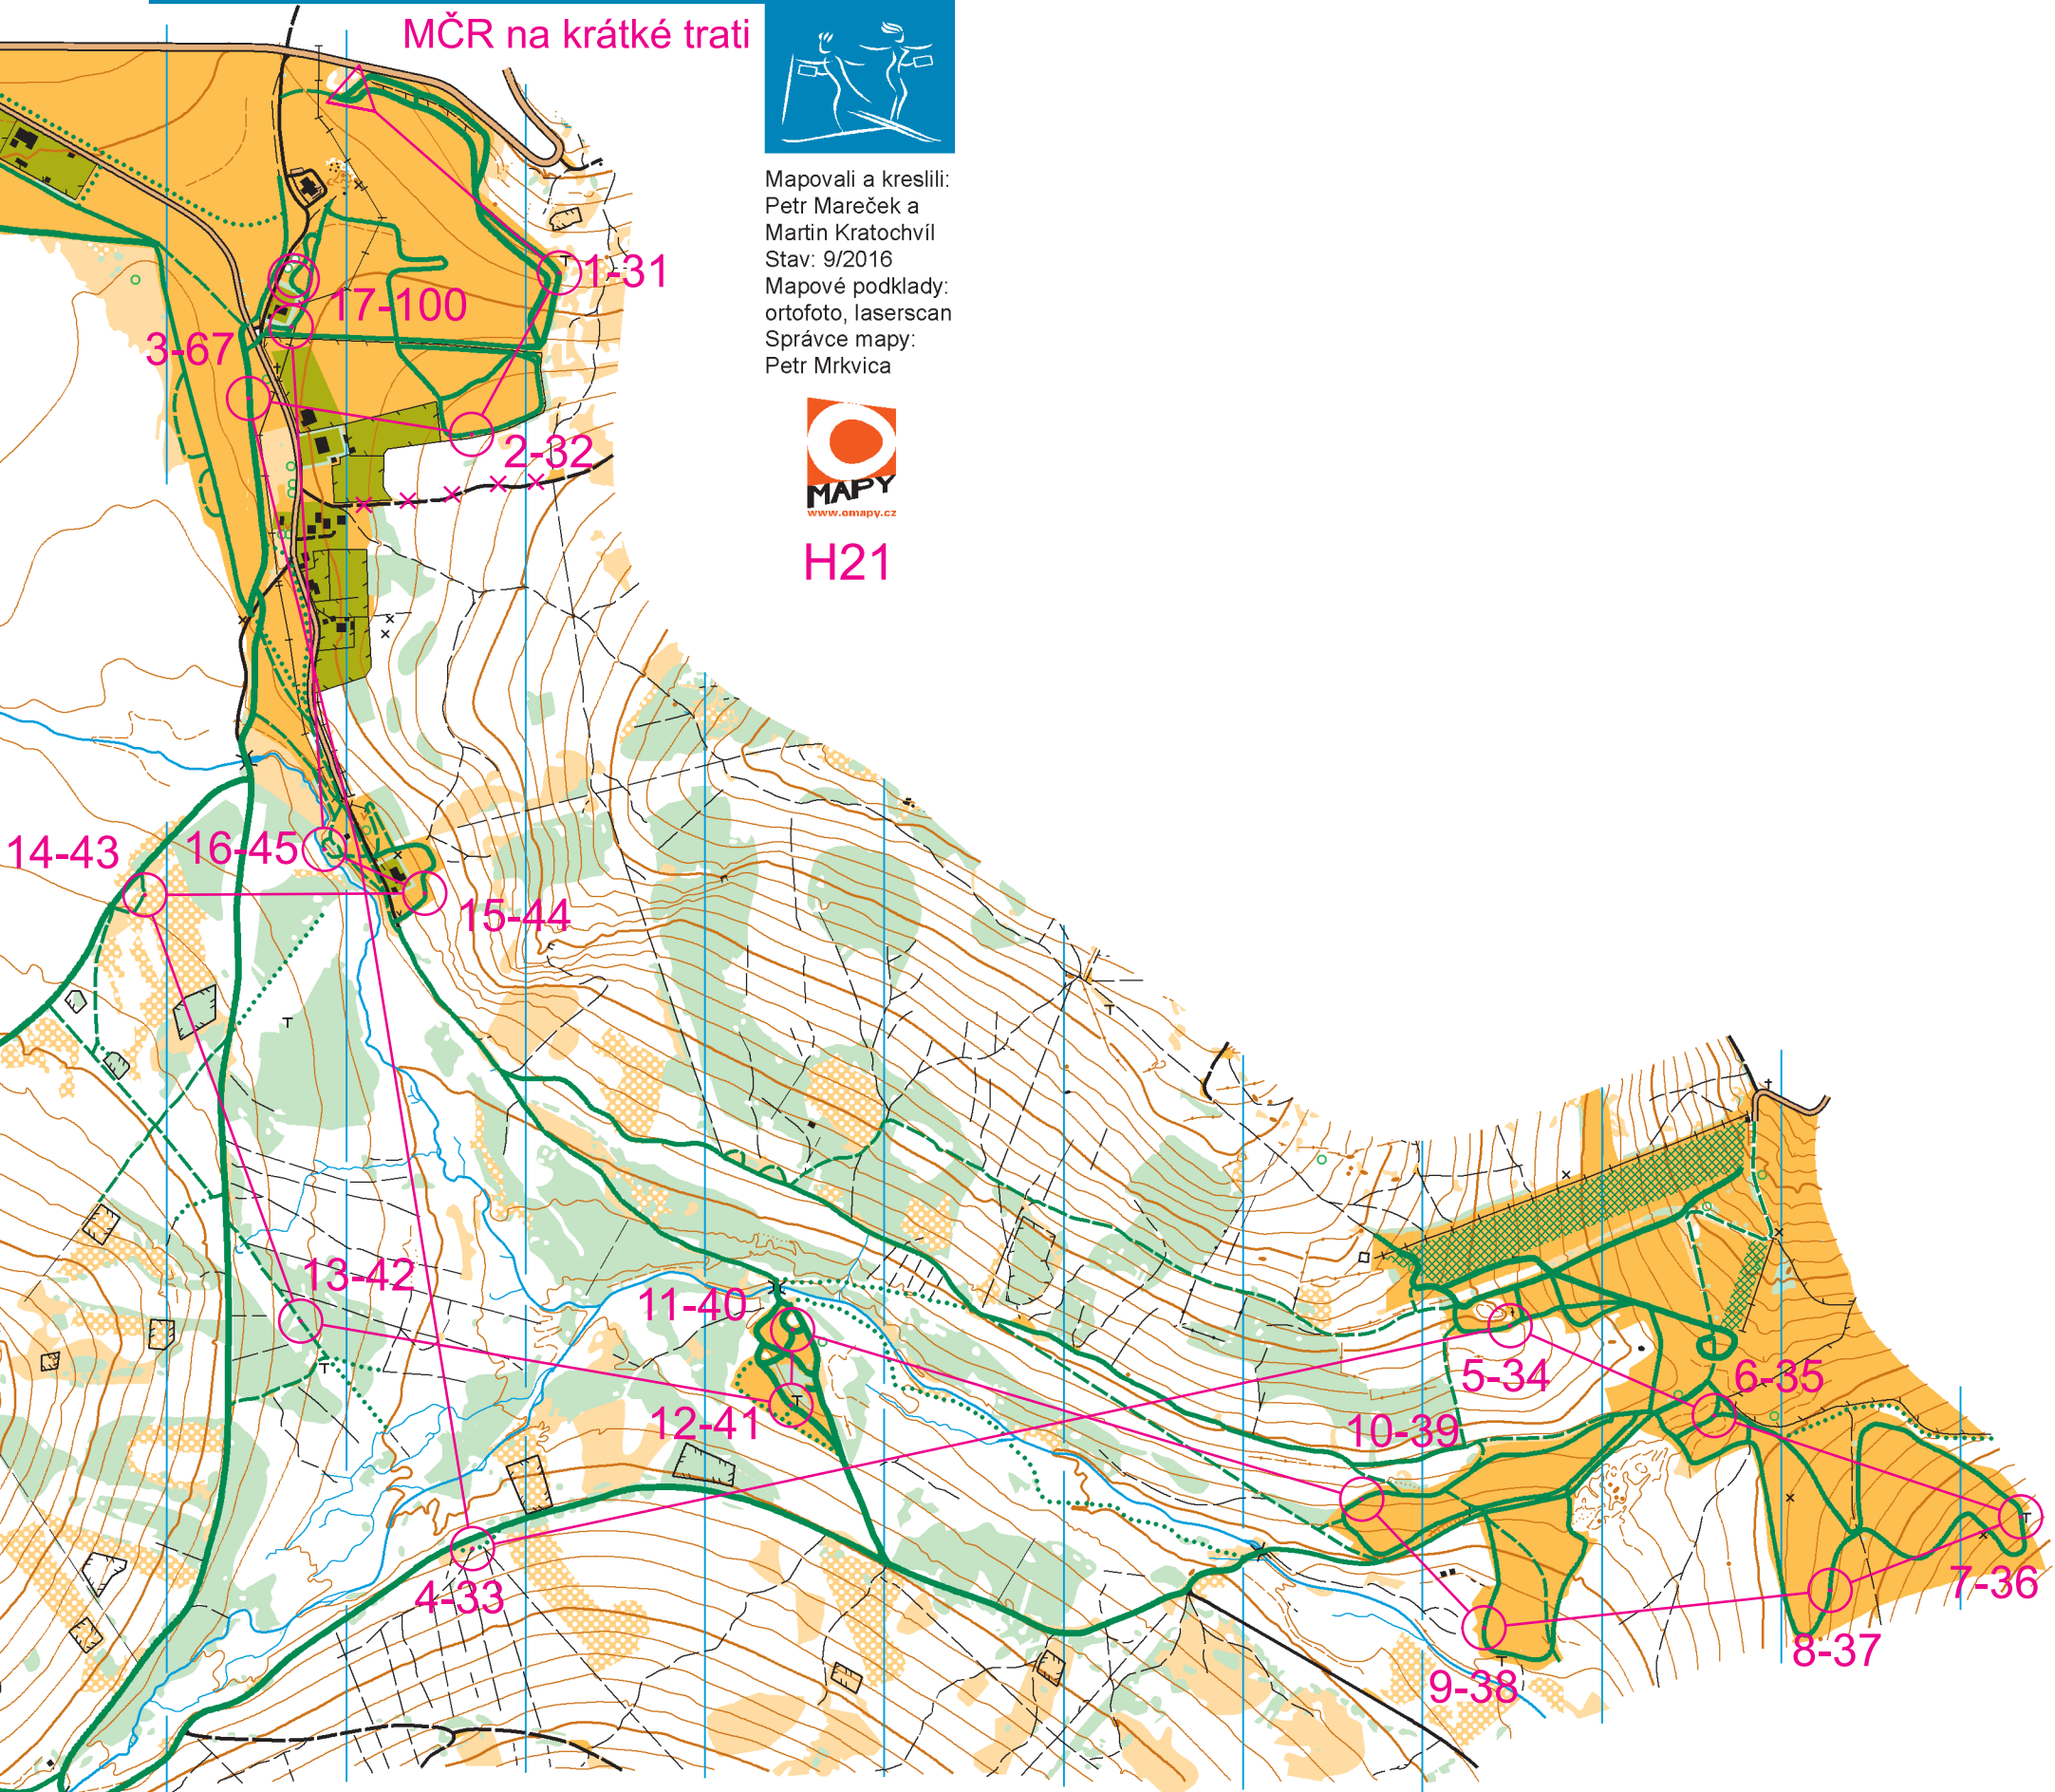 MČR na krátké trati
Mapovali a kreslili:
Petr Mareček a
Martin Kratochvíl
Stav: 9/2016
Mapové podklady:
ortofoto, laserscan
Správce mapy:
Petr Mrkvica
MAPY
www.omapy.cz
H21
1-31
17-100
3-67
2-32
14-43
16-45
15-44
13-42
11-40
12-41
4-33
5-34
6-35
10-39
7-36
8-37
9-38